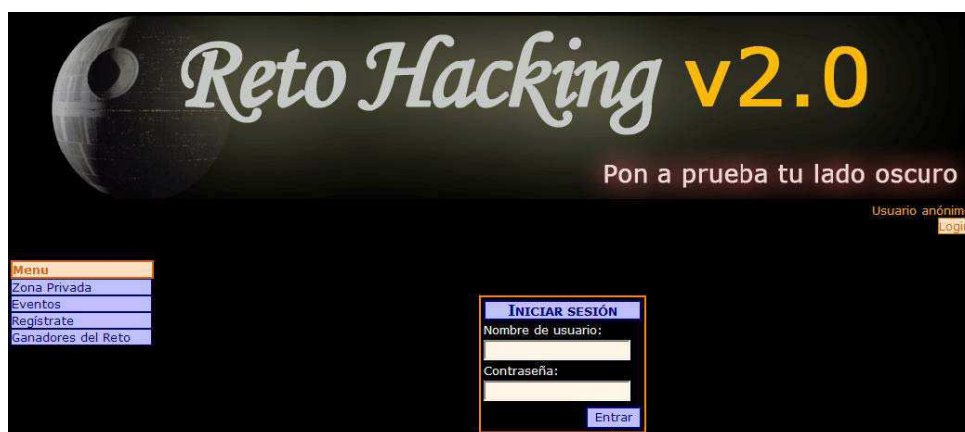 Reto Hacking v2.0
Pon a prueba tu lado oscuro
Menu
Zona Privada
Eventos
Regístrate
Ganadores del Reto
INICIAR SESIÓN
Nombre de usuario:
Contraseña:
Entrar
Usuario